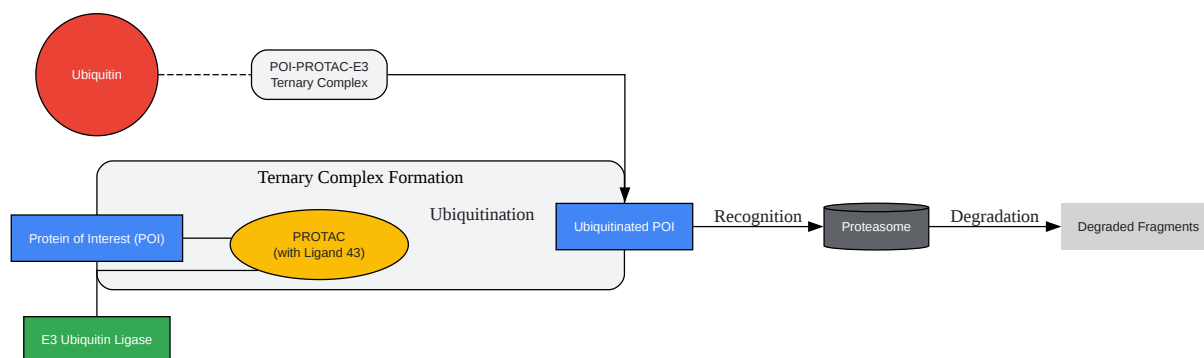 Ubiquitin
POI-PROTAC-E3
Ternary Complex
Ternary Complex Formation
Ubiquitination
Protein of Interest (POI)
PROTAC
(with Ligand 43)
Ubiquitinated POI
Recognition
Proteasome
Degradation
Degraded Fragments
E3 Ubiquitin Ligase